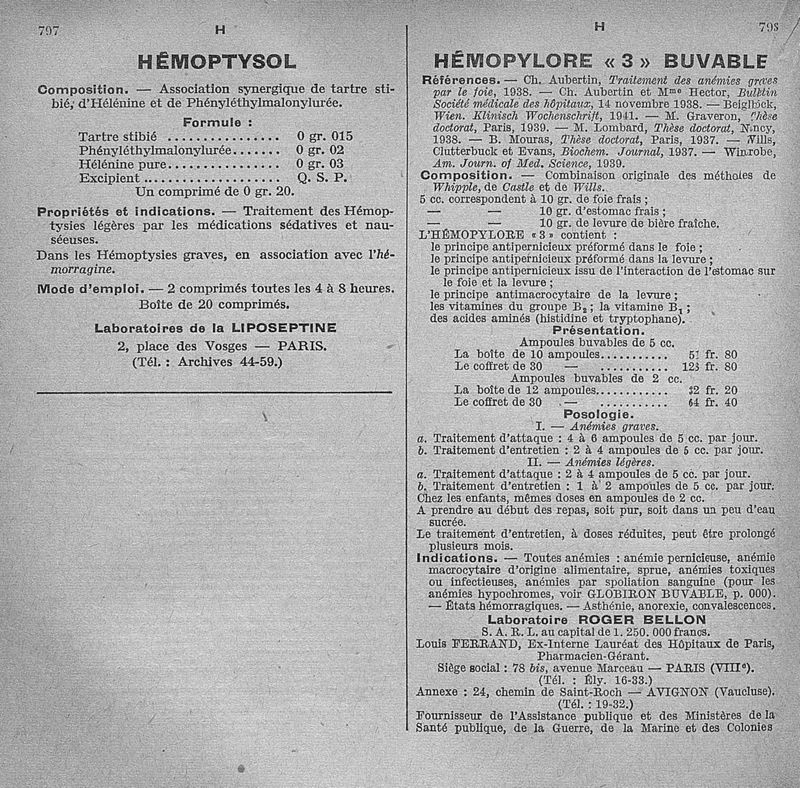 797
H
HÉMOPTYSOL
Composition. — Association synergique de tartre sti-
bié, d'Hélénine et de Phényléthylmalonylurée.
Formule :
Tartre stibié ................ 0 gr. 015
Phényléthylmalonylurée....... 0 gr. 02
Hélénine pure................ 0 gr. 03
Excipient .................... Q. S. P.
Un comprimé de 0 gr. 20.
Propriétés et indications. — Traitement des Hémop-
tysies légères par les médications sédatives et nau-
séeuses.
Dans les Hémoptysies graves, en association avec l'hé-
morragine.
Mode d'emploi. — 2 comprimés toutes les 4 à 8 heures.
Boîte de 20 comprimés.
Laboratoires de la LIPOSEPTINE
2, place des Vosges — PARIS.
(Tél. : Archives 44-59.)
H
798
HÉMOPYLORE « 3 » BUVABLE
Références. — Ch. Aubertin, Traitement des anémies graves
par le foie, 1938. — Ch. Aubertin et Mme Hector, Bulletin
Société médicale des hôpitaux, 14 novembre 1938. — Beiglböck,
Wien. Klinisch Wochenschrift, 1941. — M. Graveron, Thèse
doctorat, Paris, 1939. — M. Lombard, Thèse doctorat, Nancy,
1938. — B. Mouras, Thèse doctorat, Paris, 1937. — Wills,
Clutterbuck et Evans, Biochem. Journal, 1937. — Wintrobe,
Am. Journ. of Med. Science, 1939.
Composition. — Combinaison originale des méthodes de
Whipple, de Castle et de Wills.
5 cc. correspondent à 10 gr. de foie frais ;
— — 10 gr. d'estomac frais ;
— — 10 gr. de levure de bière fraîche.
L'HÉMOPYLORE « 3 » contient :
le principe antipernicieux préformé dans le foie ;
le principe antipernicieux préformé dans la levure ;
le principe antipernicieux issu de l'interaction de l'estomac sur
le foie et la levure ;
le principe antimacrocytaire de la levure ;
les vitamines du groupe B₂ ; la vitamine B₁ ;
des acides aminés (histidine et tryptophane).
Présentation.
Ampoules buvables de 5 cc.
La boîte de 10 ampoules........... 51 fr. 80
Le coffret de 30 — ........... 123 fr. 80
Ampoules buvables de 2 cc.
La boîte de 12 ampoules............ 32 fr. 20
Le coffret de 30 — ........... 64 fr. 40
Posologie.
I. — Anémies graves.
a. Traitement d'attaque : 4 à 6 ampoules de 5 cc. par jour.
b. Traitement d'entretien : 2 à 4 ampoules de 5 cc. par jour.
II. — Anémies légères.
a. Traitement d'attaque : 2 à 4 ampoules de 5 cc. par jour.
b. Traitement d'entretien : 1 à 2 ampoules de 5 cc. par jour.
Chez les enfants, mêmes doses en ampoules de 2 cc.
A prendre au début des repas, soit pur, soit dans un peu d'eau
sucrée.
Le traitement d'entretien, à doses réduites, peut être prolongé
plusieurs mois.
Indications. — Toutes anémies : anémie pernicieuse, anémie
macrocytaire d'origine alimentaire, sprue, anémies toxiques
ou infectieuses, anémies par spoliation sanguine (pour les
anémies hypochromes, voir GLOBIRON BUVABLE, p. 000).
— États hémorragiques. — Asthénie, anorexie, convalescences.
Laboratoire ROGER BELLON
S. A. R. L. au capital de 1. 250. 000 francs.
Louis FERRAND, Ex-Interne Lauréat des Hôpitaux de Paris,
Pharmacien-Gérant.
Siège social : 78 bis, avenue Marceau — PARIS (VIIIe).
(Tél. : Ély. 16-33.)
Annexe : 24, chemin de Saint-Roch — AVIGNON (Vaucluse).
(Tél. : 19-32.)
Fournisseur de l'Assistance publique et des Ministères de la
Santé publique, de la Guerre, de la Marine et des Colonies